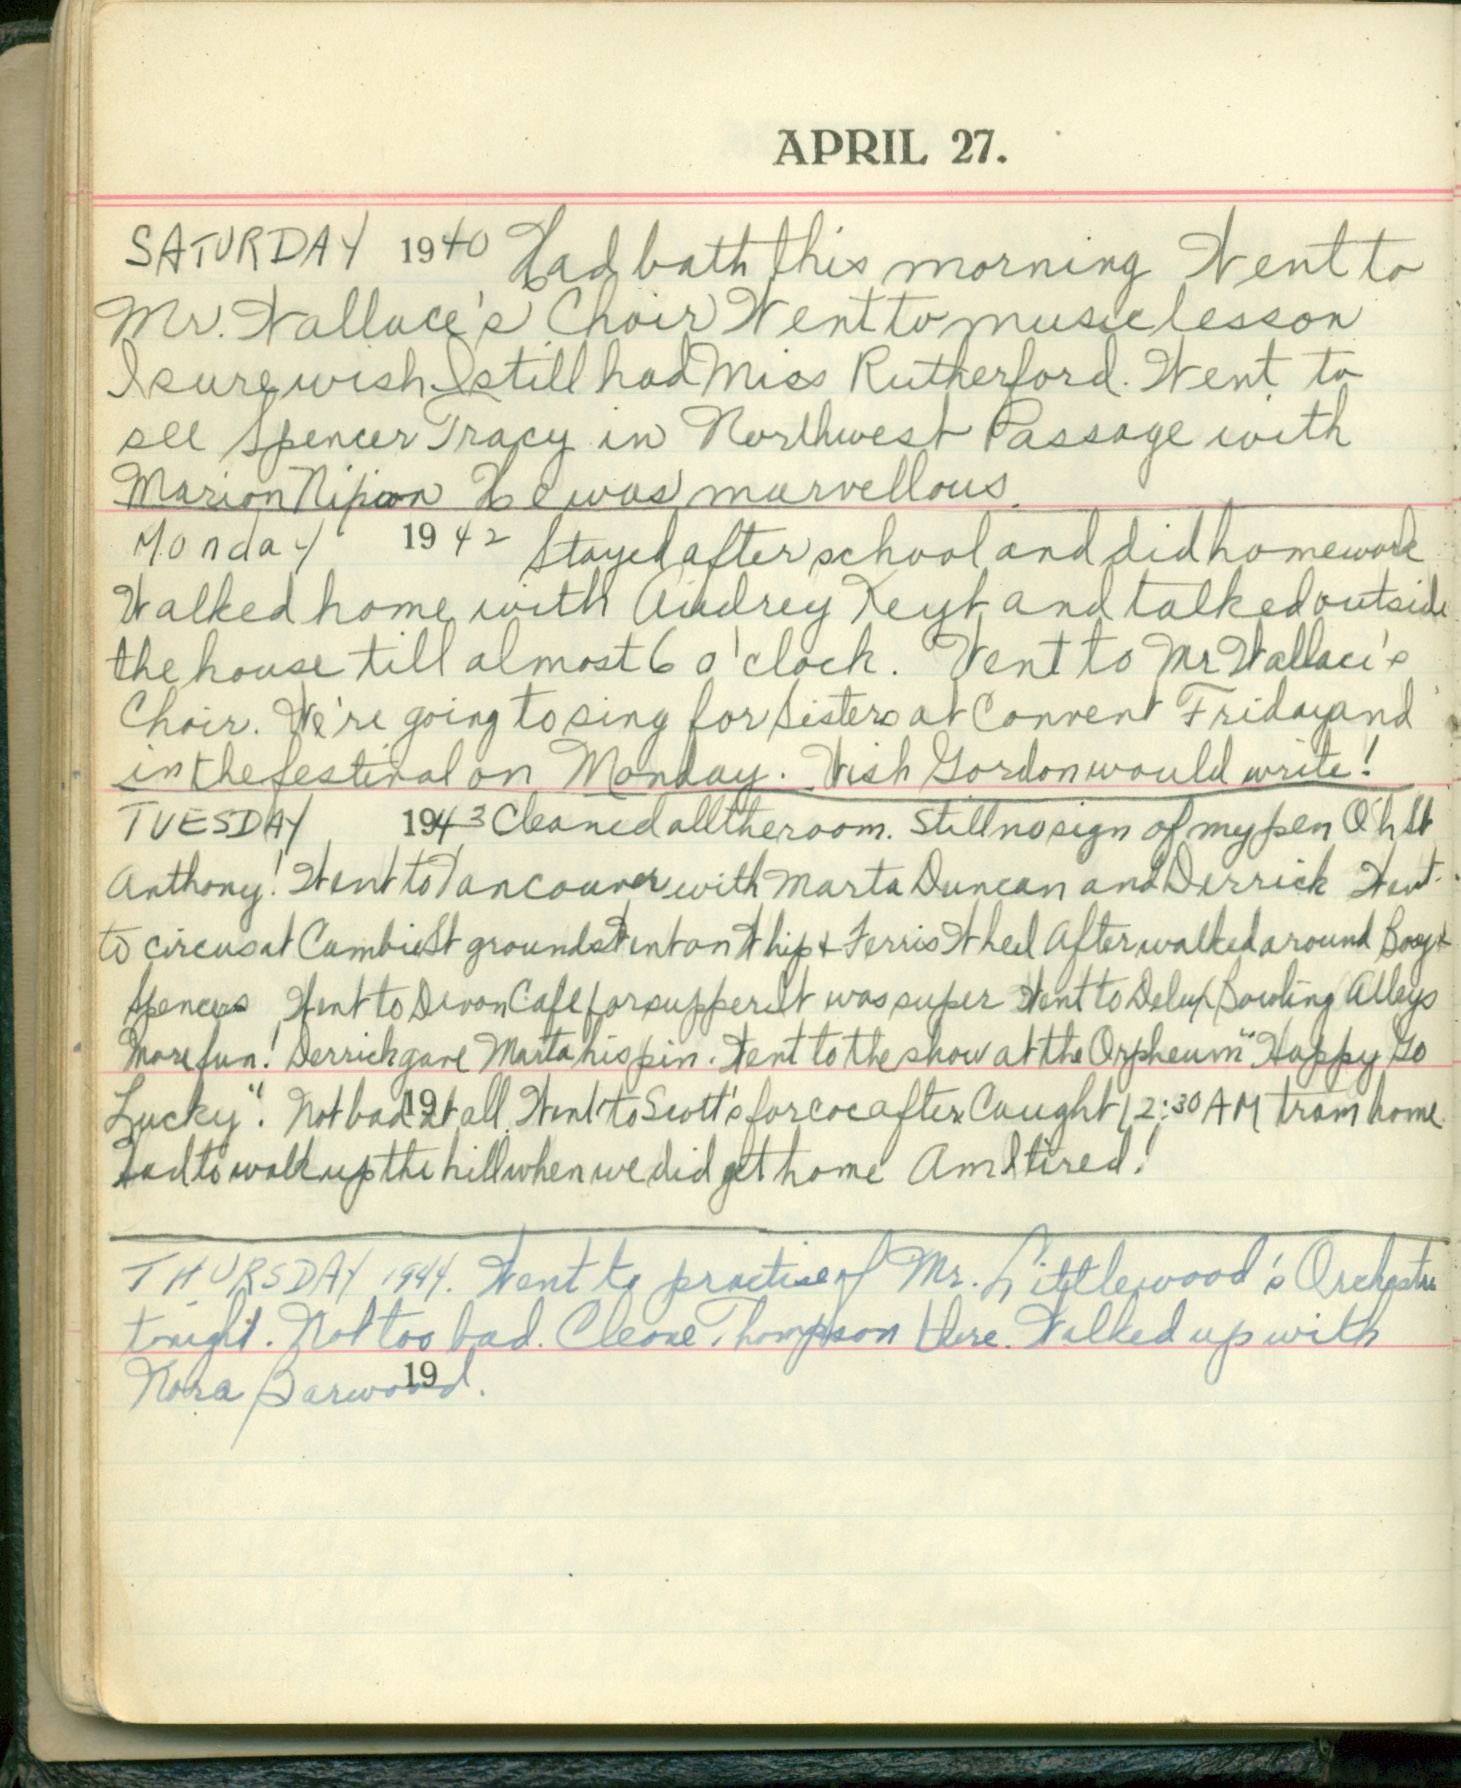 APRIL 27.
SATURDAY 1940 Had bath this morning Went to
Mr. Wallace's Choir Went to music lesson
I sure wish I still had Miss Rutherford. Went to
see Spencer Tracy in Northwest Passage with
Marion He was marvellous.
Monday 1942 Stayed after school and did homework
Walked home with Audrey Keyt and talked outside
the house till almost 6 o'clock. Went to Mr Wallace's
Choir. We're going to sing for Sisters at Convent Friday and
in the festival on Monday. Wish Gordon would write!
TUESDAY 1943 Cleaned all the room. Still no sign of my pen Oh St
Anthony! Went to Vancouver with Marta Duncan and Derrick Went
to circus at Cambie St grounds Went on Whip & Ferris Wheel After walked around Bay &
Spencers Went to Devon Cafe for supper It was super Went to Delux Bowling Alleys
More fun! Derrick gave Marta his pin. Went to the show at the Orpheum "Happy Go
Lucky". Not bad at all. Went to Scott's for coc after. Caught 12:30 AM tram home.
19
Had to walk up the hill when we did get home Am I tired!
THURSDAY 1944. Went to practise of Mr. Littlewood's Orchestra
tonight. Not too bad. Cleone Thompson there. Walked up with
Nora Barwood.
19